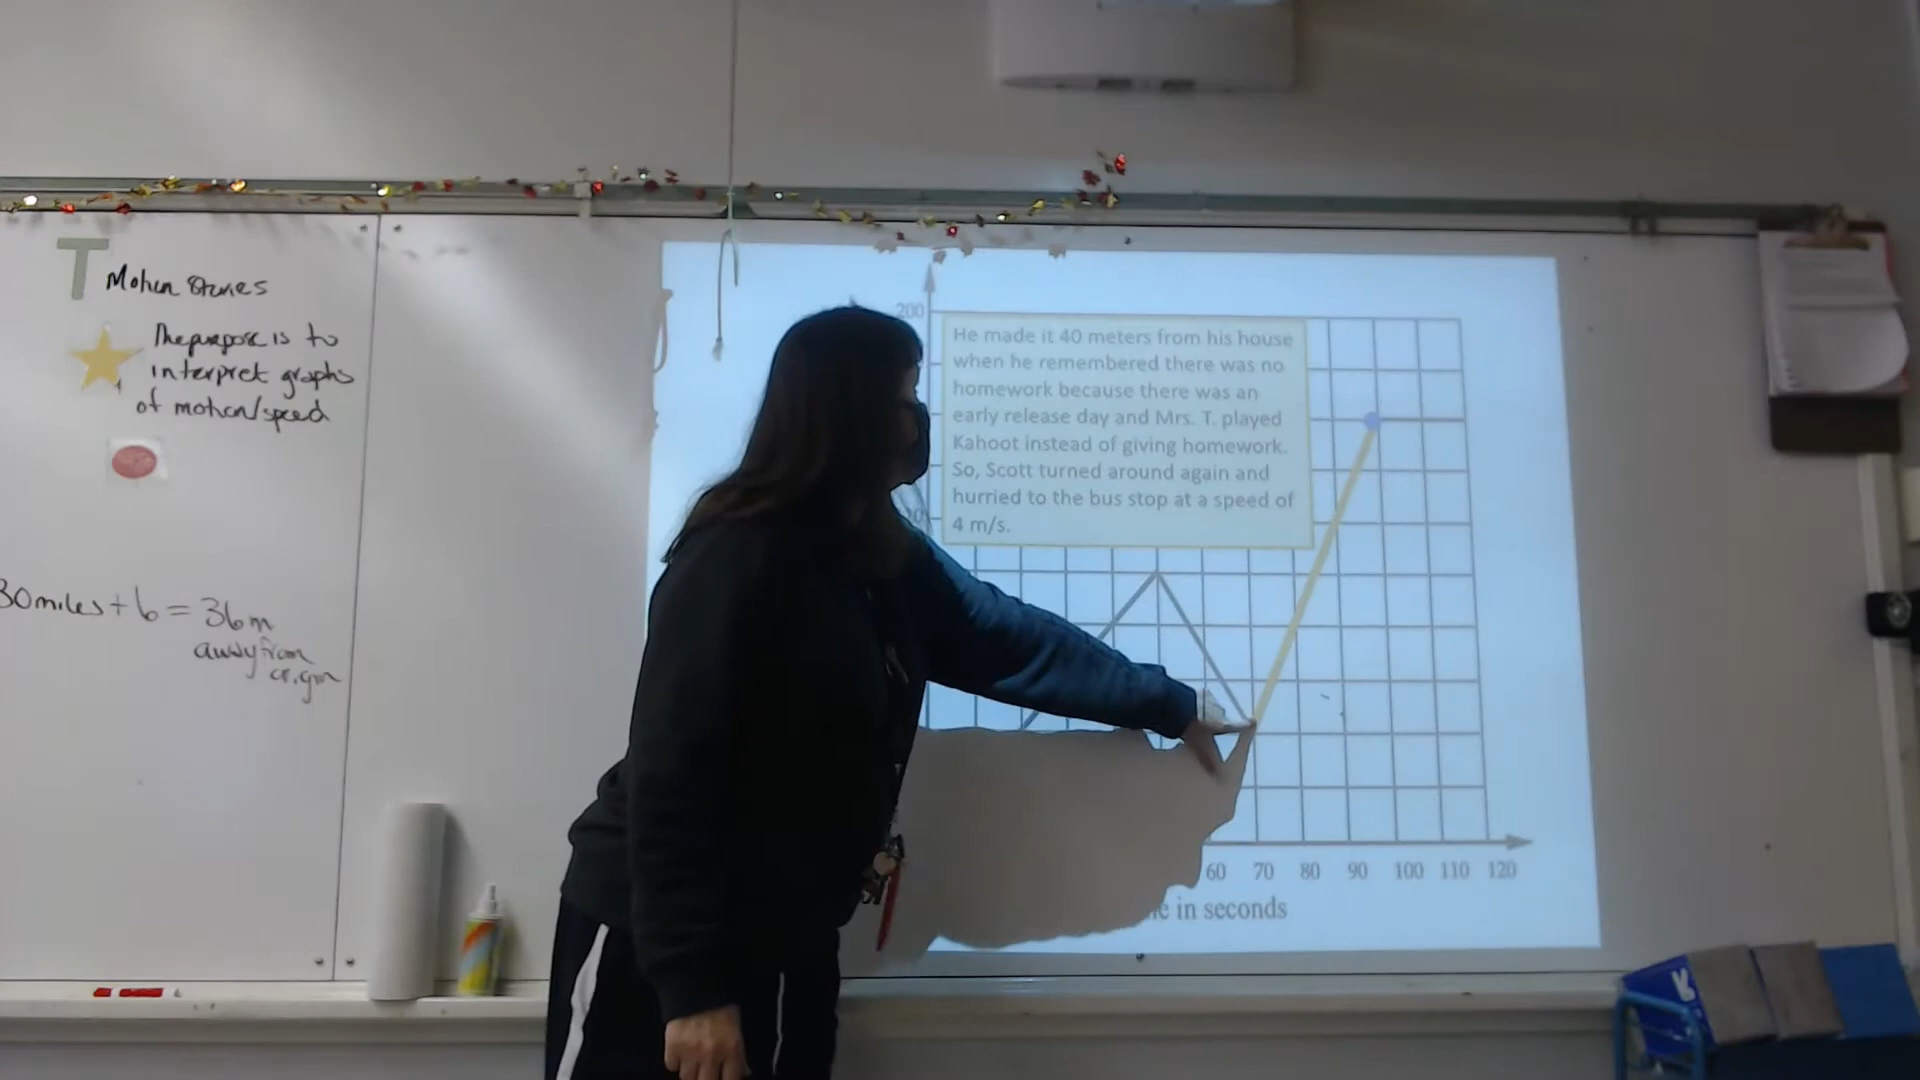 T
Motion Stories
The purpose is to
interpret graphs
of motion/speed
30miles + 6 = 36m
away from
origin
200
He made it 40 meters from his house
when he remembered there was no
homework because there was an
early release day and Mrs. T. played
Kahoot instead of giving homework.
So, Scott turned around again and
hurried to the bus stop at a speed of
4 m/s.
60 70 80 90 100 110 120
in seconds